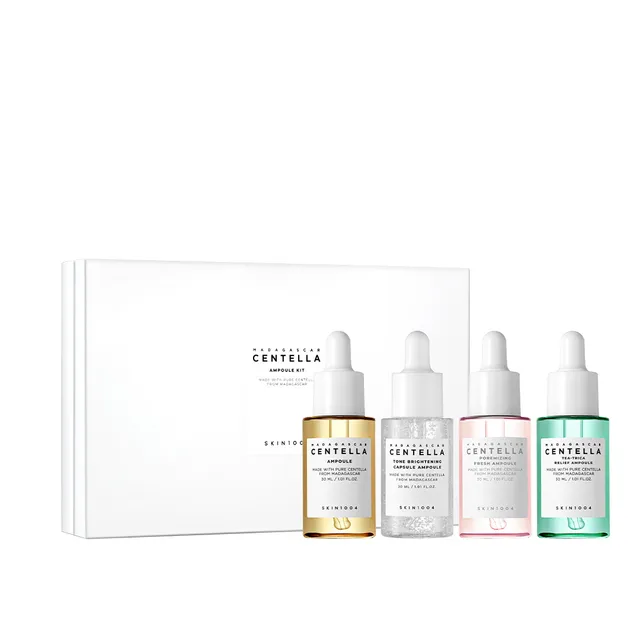 MADAGASCAR
CENTELLA
AMPOULE KIT
MADE WITH PURE CENTELLA
FROM MADAGASCAR
SKIN1004
MADAGASCAR
CENTELLA
AMPOULE
MADE WITH PURE CENTELLA
FROM MADAGASCAR
30 ML / 1.01 FL.OZ.
SKIN1004
MADAGASCAR
CENTELLA
TONE BRIGHTENING
CAPSULE AMPOULE
MADE WITH PURE CENTELLA
FROM MADAGASCAR
30 ML / 1.01 FL.OZ.
SKIN1004
MADAGASCAR
CENTELLA
POREMIZING
FRESH AMPOULE
MADE WITH PURE CENTELLA
FROM MADAGASCAR
30 ML / 1.01 FL.OZ.
SKIN1004
MADAGASCAR
CENTELLA
TEA-TRICA
RELIEF AMPOULE
MADE WITH PURE CENTELLA
FROM MADAGASCAR
30 ML / 1.01 FL.OZ.
SKIN1004